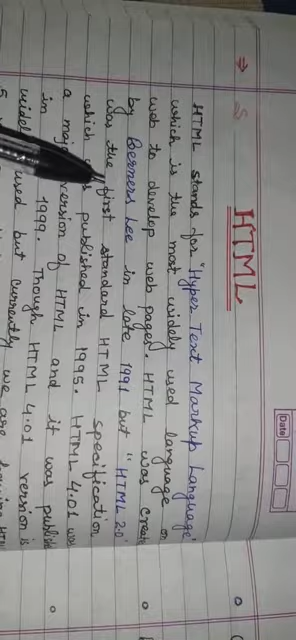 Date
HTML
HTML stands for "Hyper Text Markup Language"
which is the most widely used language on
web to develop web pages. HTML was
by Berners Lee in late 1991 but "HTML 2.0"
was the first standard HTML specification
which published in 1995. HTML 4.01 was
a version of HTML and it was
in 1999. Though HTML 4.01 version is
used but currently we are